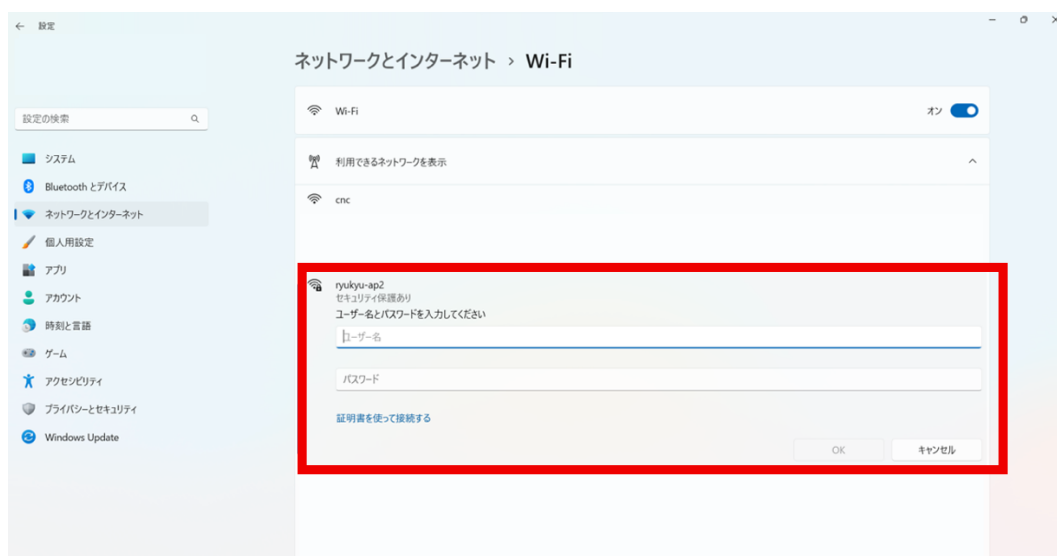 設定
ネットワークとインターネット › Wi-Fi
設定の検索
システム
Bluetooth とデバイス
ネットワークとインターネット
個人用設定
アプリ
アカウント
時刻と言語
ゲーム
アクセシビリティ
プライバシーとセキュリティ
Windows Update
Wi-Fi
オン
利用できるネットワークを表示
cnc
ryukyu-ap2
セキュリティ保護あり
ユーザー名とパスワードを入力してください
ユーザー名
パスワード
証明書を使って接続する
OK
キャンセル